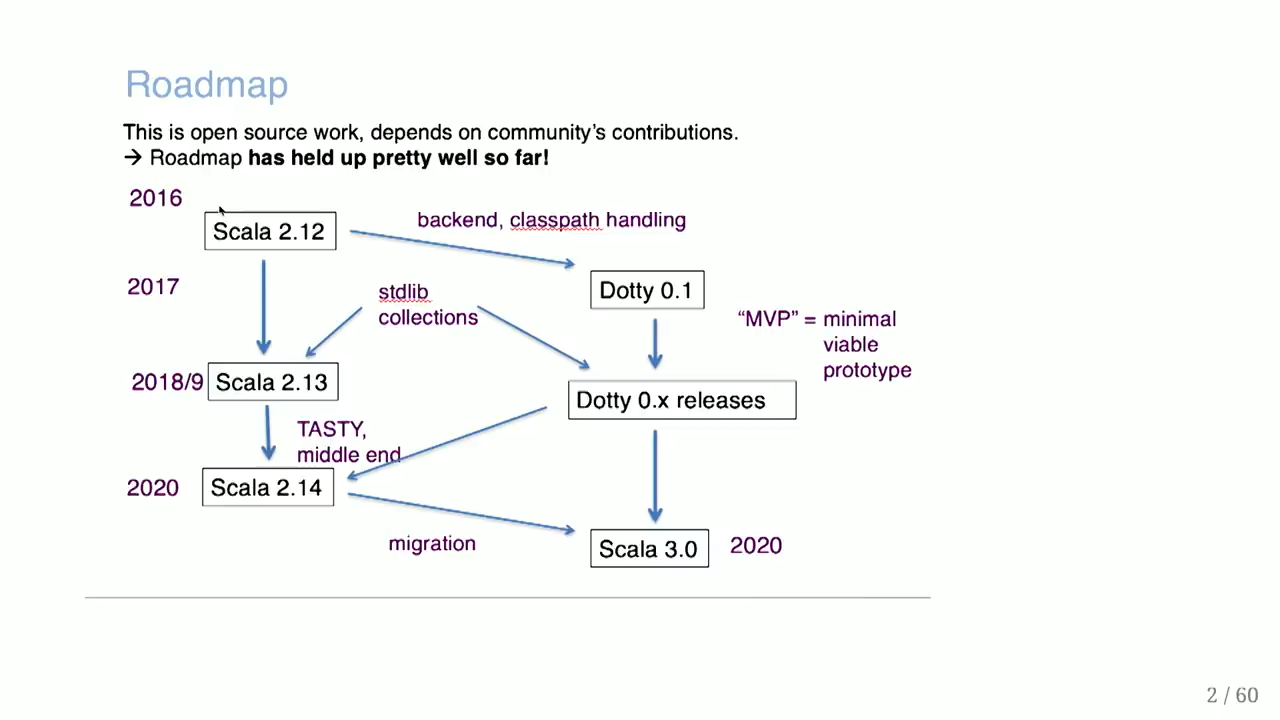 Roadmap
This is open source work, depends on community's contributions.
→ Roadmap has held up pretty well so far!
2016
Scala 2.12
backend, classpath handling
2017
stdlib
collections
Dotty 0.1
“MVP” = minimal
viable
prototype
2018/9
Scala 2.13
Dotty 0.x releases
TASTY,
middle end
2020
Scala 2.14
migration
Scala 3.0
2020
2 / 60